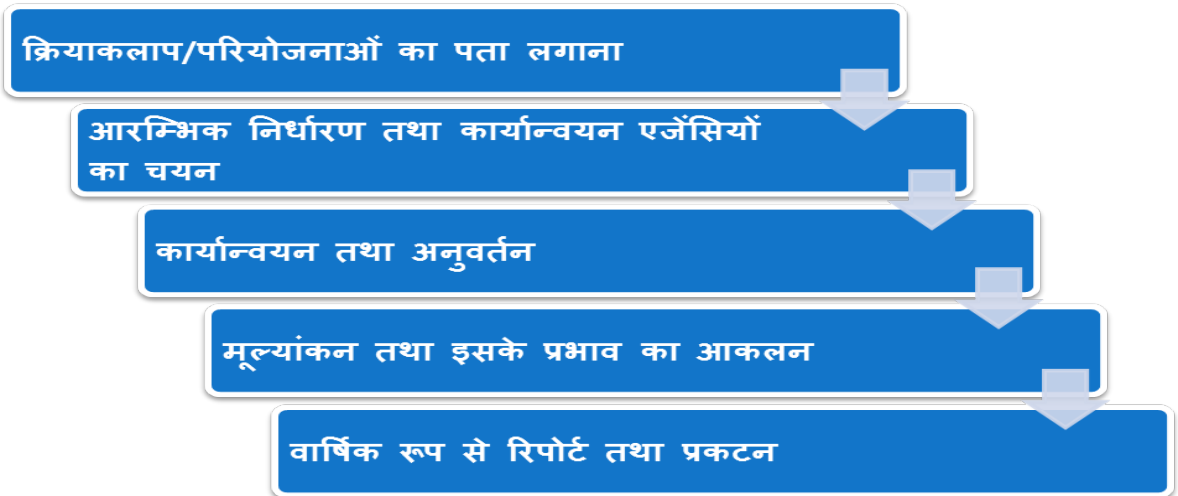 क्रियाकलाप/परियोजनाओं का पता लगाना
आरम्भिक निर्धारण तथा कार्यान्वयन एजेंसियों
का चयन
कार्यान्वयन तथा अनुवर्तन
मूल्यांकन तथा इसके प्रभाव का आकलन
वार्षिक रूप से रिपोर्ट तथा प्रकटन